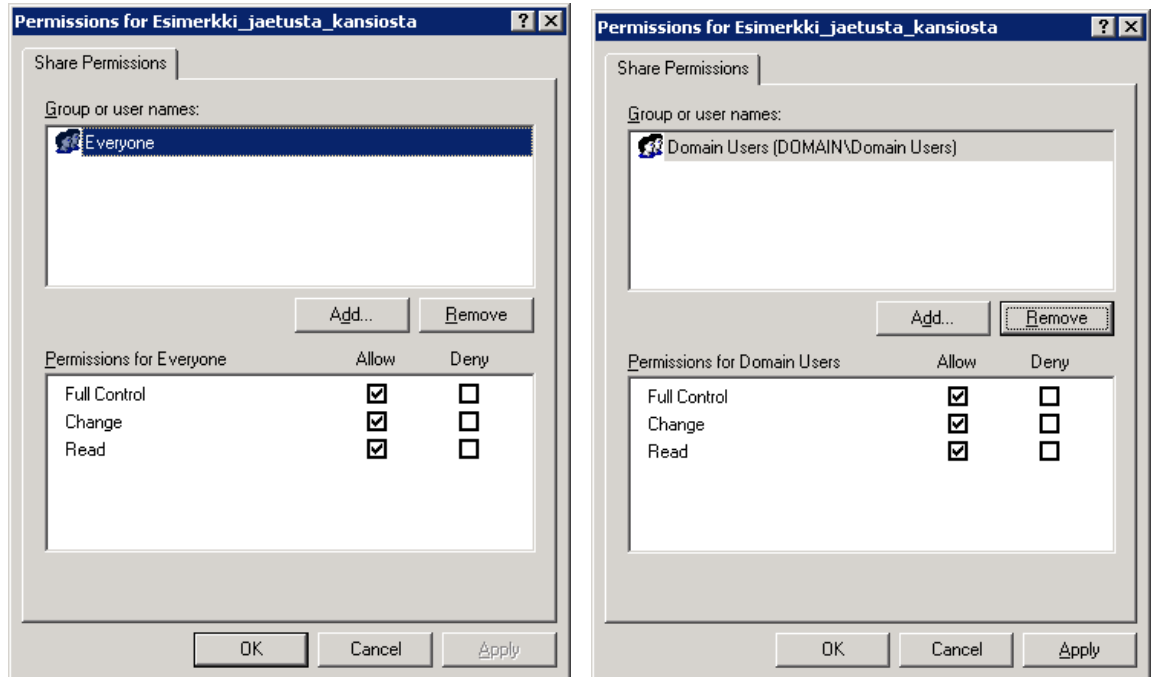 Permissions for Esimerkki_jaetusta_kansiosta
Share Permissions
Group or user names:
Everyone
Add...
Remove
Permissions for Everyone Allow Deny
Full Control
Change
Read
OK
Cancel
Apply
Permissions for Esimerkki_jaetusta_kansiosta
Share Permissions
Group or user names:
Domain Users (DOMAIN\Domain Users)
Add...
Remove
Permissions for Domain Users Allow Deny
Full Control
Change
Read
OK
Cancel
Apply